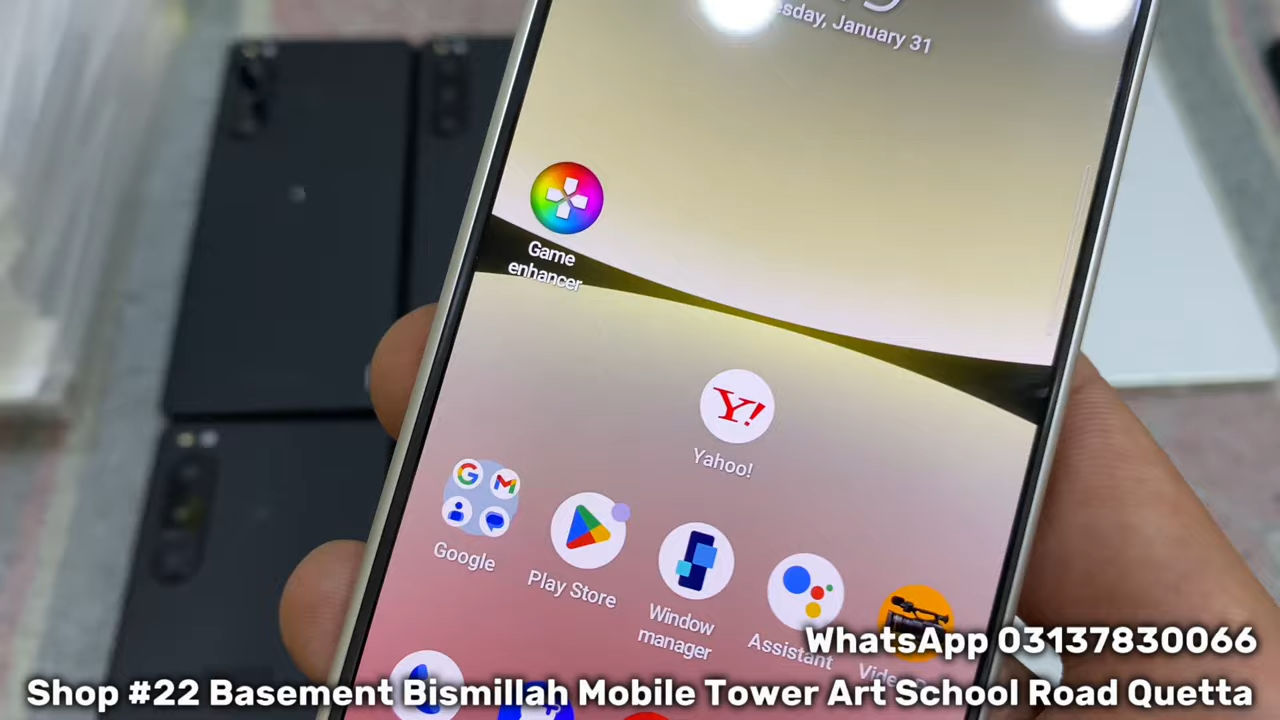 sday, January 31
Game
enhancer
Y!
Yahoo!
G
M
Google
Play Store
Window
manager
Assistant
WhatsApp 03137830066
Shop #22 Basement Bismillah Mobile Tower Art School Road Quetta